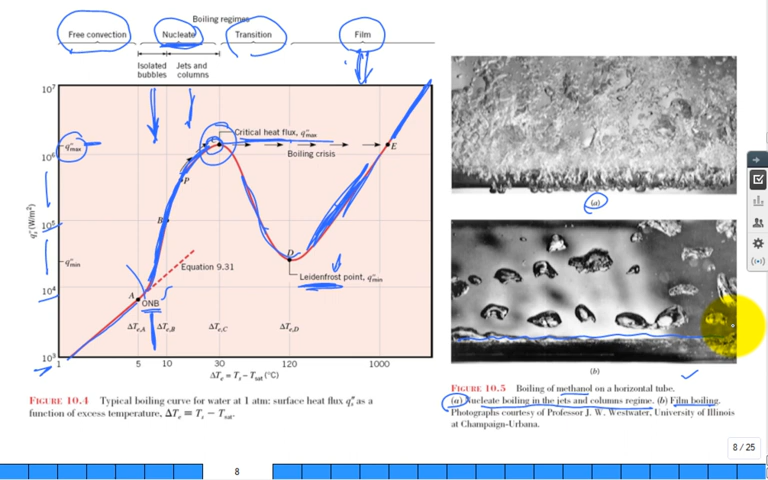 Boiling regimes
Free convection
Nucleate
Transition
Film
Isolated bubbles
Jets and columns
10⁷
Critical heat flux, q″max
q″max
C
E
10⁶
Boiling crisis
P
q″s(W/m²)
B
10⁵
D
q″min
Equation 9.31
Leidenfrost point, q″min
10⁴
A
ONB
ΔTe,A
ΔTe,B
ΔTe,C
ΔTe,D
10³
1
5
10
30
120
1000
ΔTe = Ts – Tsat (°C)
FIGURE 10.4 Typical boiling curve for water at 1 atm: surface heat flux q″s as a
function of excess temperature, ΔTe ≡ Ts – Tsat.
(a)
(b)
FIGURE 10.5 Boiling of methanol on a horizontal tube.
(a) Nucleate boiling in the jets and columns regime. (b) Film boiling.
Photographs courtesy of Professor J. W. Westwater, University of Illinois
at Champaign-Urbana.
8 / 25
8